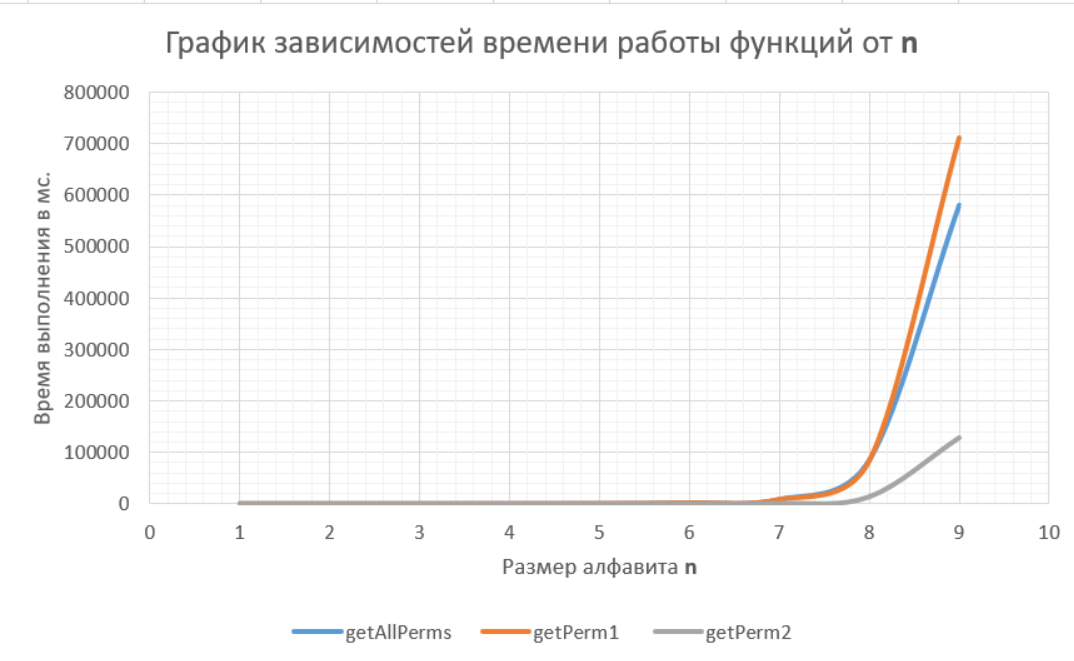 График зависимостей времени работы функций от n
Время выполнения в мс.
800000
700000
600000
500000
400000
300000
200000
100000
0
0 1 2 3 4 5 6 7 8 9 10
Размер алфавита n
getAllPerms getPerm1 getPerm2